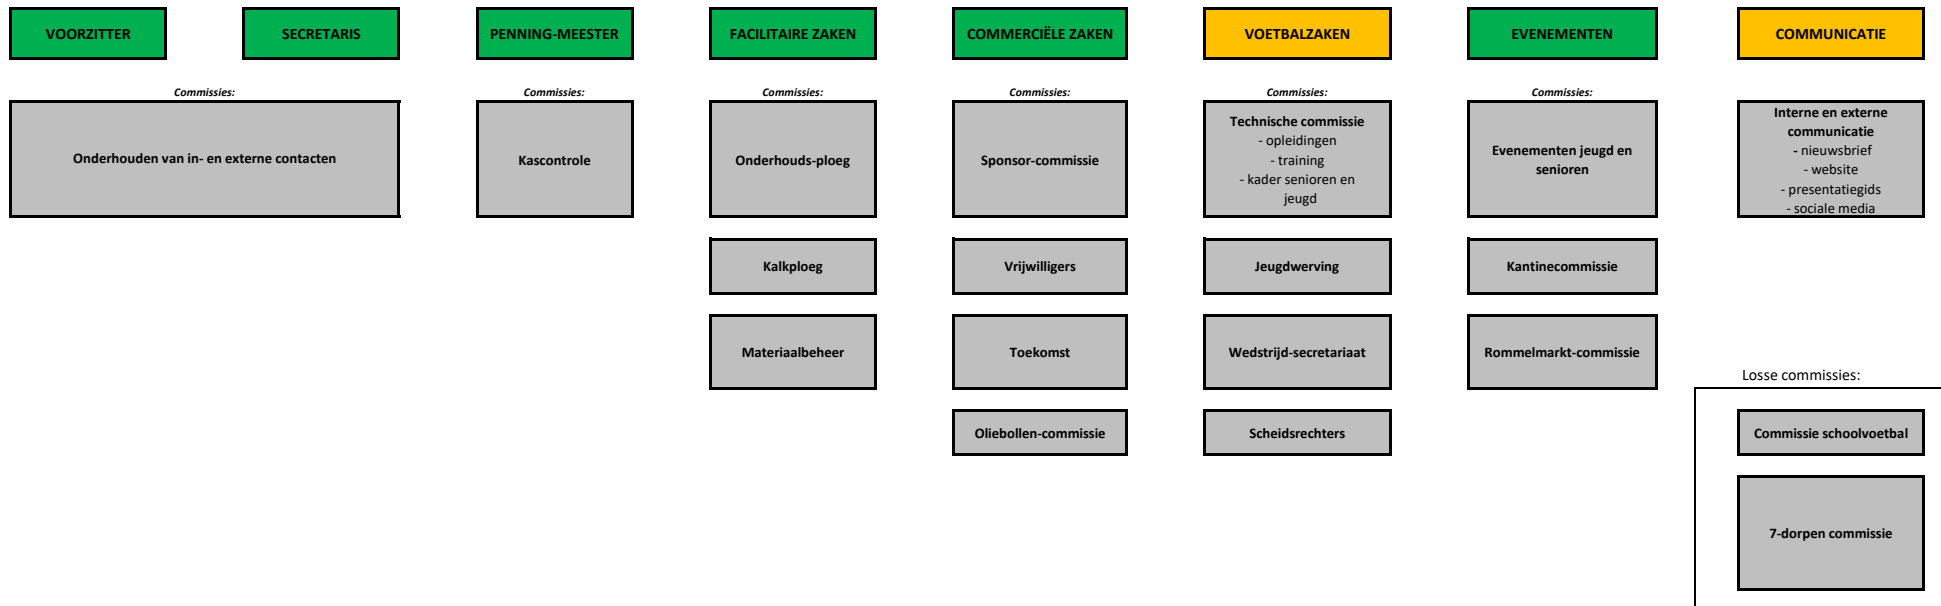 VOORZITTER
SECRETARIS
PENNING-MEESTER
FACILITAIRE ZAKEN
COMMERCIËLE ZAKEN
VOETBALZAKEN
EVENEMENTEN
COMMUNICATIE
Commissies:
Commissies:
Commissies:
Commissies:
Commissies:
Commissies:
Onderhouden van in- en externe contacten
Kascontrole
Onderhouds-ploeg
Sponsor-commissie
Technische commissie
- opleidingen
- training
- kader senioren en
jeugd
Evenementen jeugd en
senioren
Interne en externe
communicatie
- nieuwsbrief
- website
- presentatiegids
- sociale media
Kalkploeg
Vrijwilligers
Jeugdwerving
Kantinecommissie
Materiaalbeheer
Toekomst
Wedstrijd-secretariaat
Rommelmarkt-commissie
Losse commissies:
Oliebollen-commissie
Scheidsrechters
Commissie schoolvoetbal
7-dorpen commissie